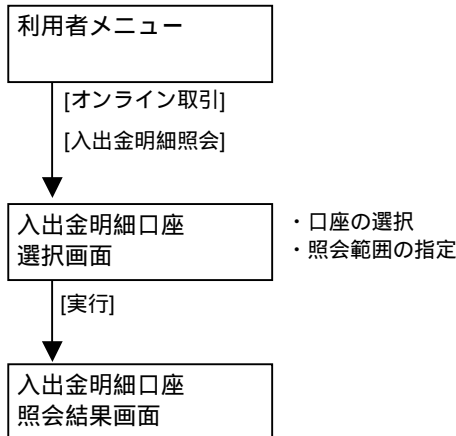 利用者メニュー
[オンライン取引]
[入出金明細照会]
入出金明細口座
選択画面
・口座の選択
・照会範囲の指定
[実行]
入出金明細口座
照会結果画面